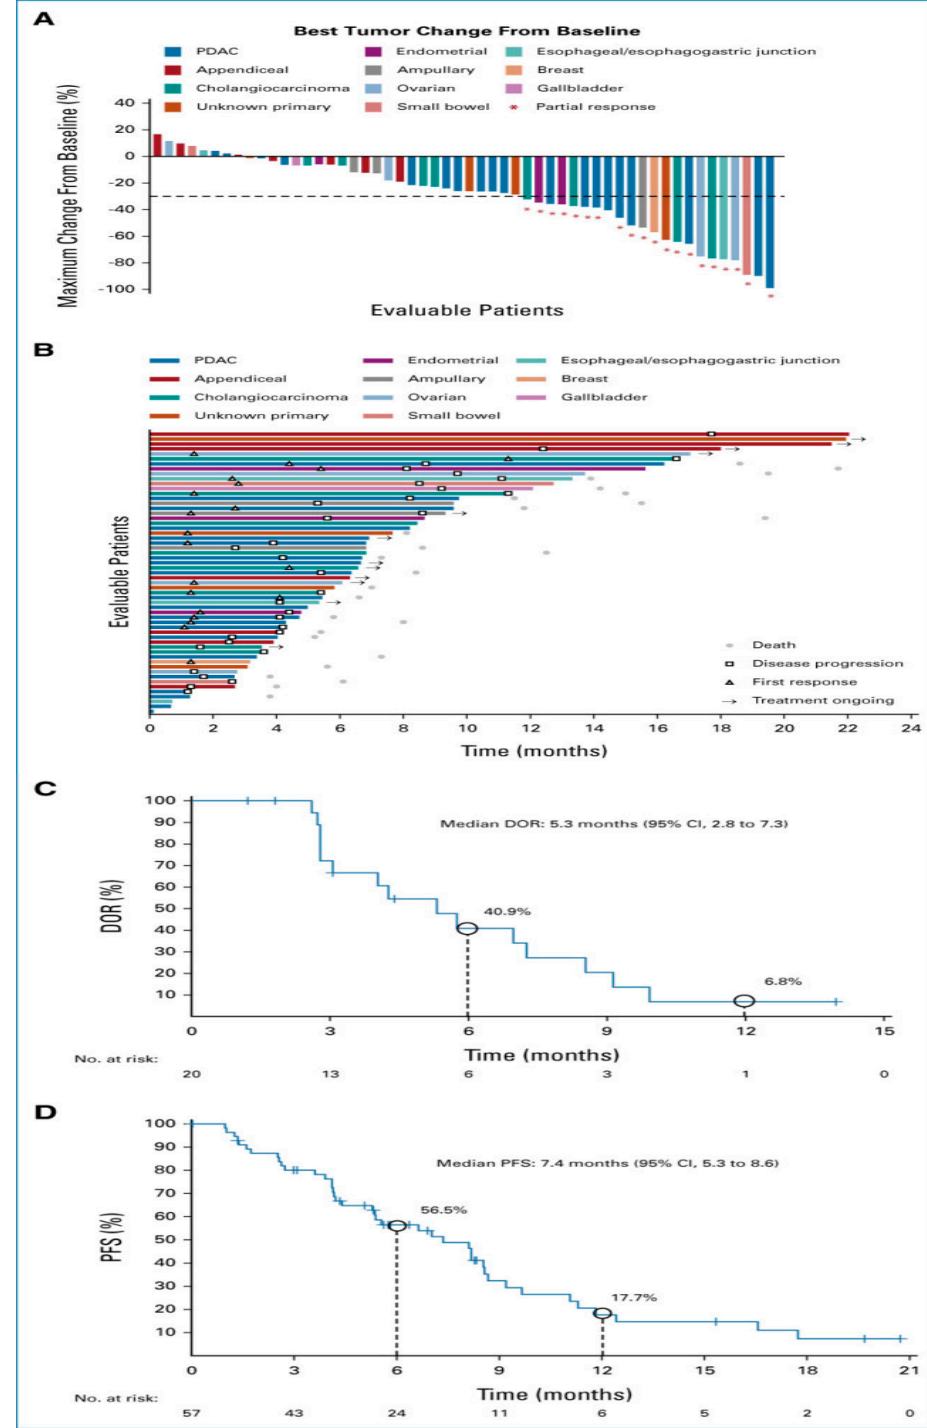 A
Best Tumor Change From Baseline
PDAC Endometrial Esophageal/esophagogastric junction
Appendiceal Ampullary Breast
Cholangiocarcinoma Ovarian Gallbladder
Unknown primary Small bowel * Partial response
Maximum Change From Baseline (%)
40
20
0
-20
-40
-60
-80
-100
Evaluable Patients
B
PDAC Endometrial Esophageal/esophagogastric junction
Appendiceal Ampullary Breast
Cholangiocarcinoma Ovarian Gallbladder
Unknown primary Small bowel
Evaluable Patients
Death
Disease progression
First response
Treatment ongoing
0 2 4 6 8 10 12 14 16 18 20 22 24
Time (months)
C
DOR (%)
100
90
80
70
60
50
40
30
20
10
Median DOR: 5.3 months (95% CI, 2.8 to 7.3)
40.9%
6.8%
0 3 6 9 12 15
Time (months)
No. at risk:
20 13 6 3 1 0
D
PFS (%)
100
90
80
70
60
50
40
30
20
10
Median PFS: 7.4 months (95% CI, 5.3 to 8.6)
56.5%
17.7%
0 3 6 9 12 15 18 21
Time (months)
No. at risk:
57 43 24 11 6 5 2 0